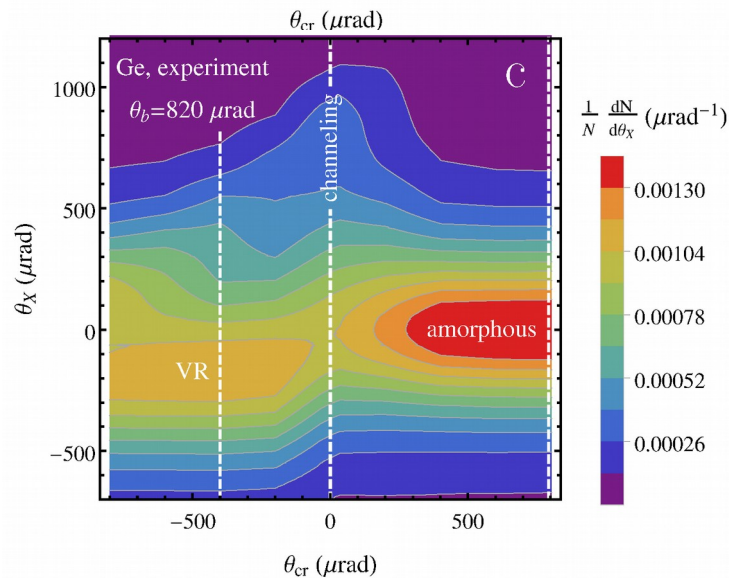 θcr (μrad)
Ge, experiment
C
θb=820 μrad
channeling
amorphous
VR
1/N dN/dθX (μrad⁻¹)
0.00130
0.00104
0.00078
0.00052
0.00026
1000
500
0
−500
θX (μrad)
−500
0
500
θcr (μrad)